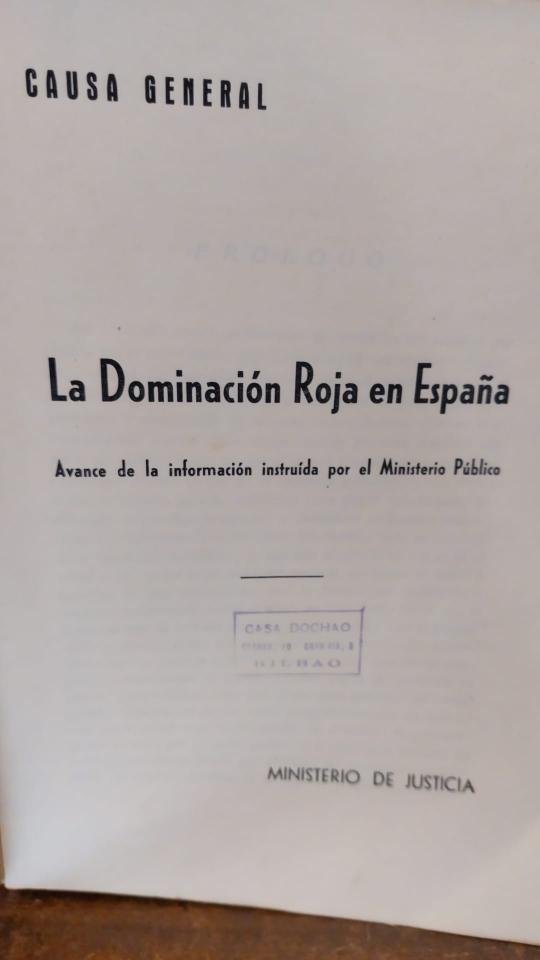 CAUSA GENERAL
PROLOGO
La Dominación Roja en España
Avance de la información instruída por el Ministerio Público
CASA DOCHAO
BILBAO
MINISTERIO DE JUSTICIA